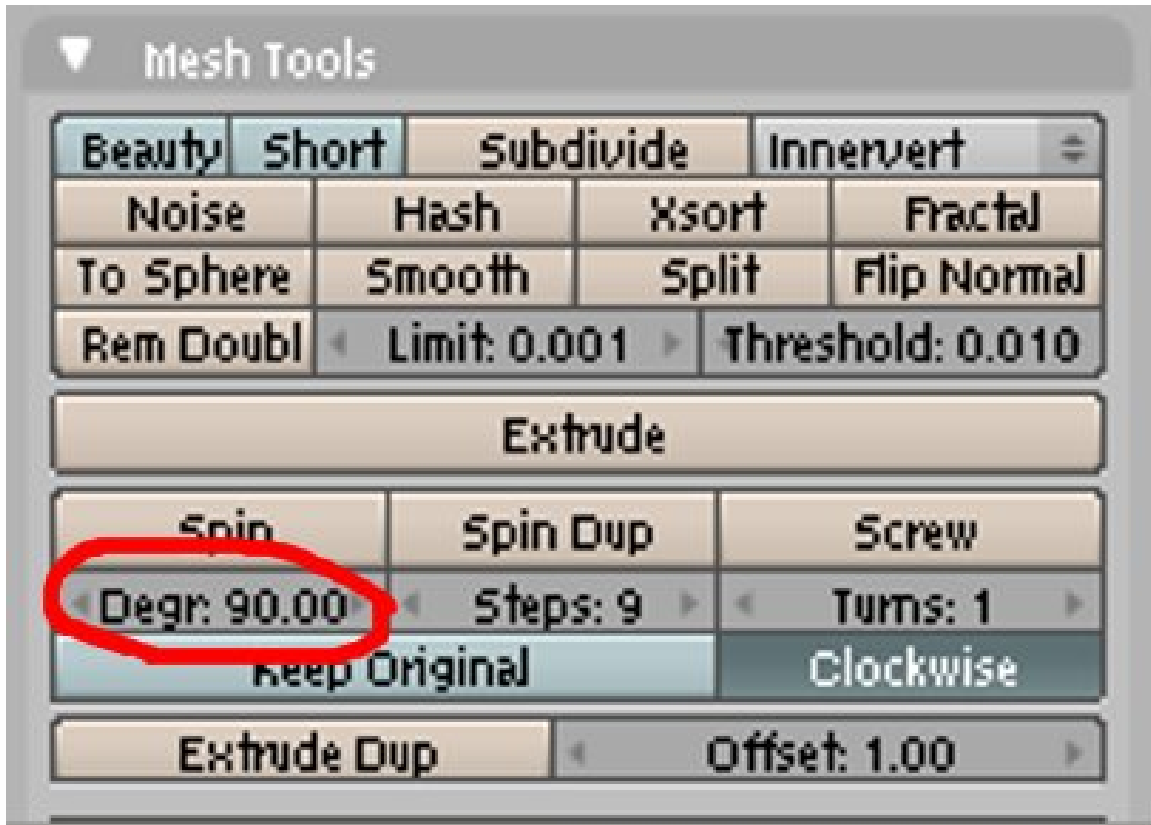 Mesh Tools
Beauty Short Subdivide Innervert
Noise Hash Xsort Fractal
To Sphere Smooth Split Flip Normal
Rem Doubl Limit: 0.001 Threshold: 0.010
Extrude
Spin Spin Dup Screw
Degr: 90.00 Steps: 9 Turns: 1
Keep Original Clockwise
Extrude Dup Offset: 1.00